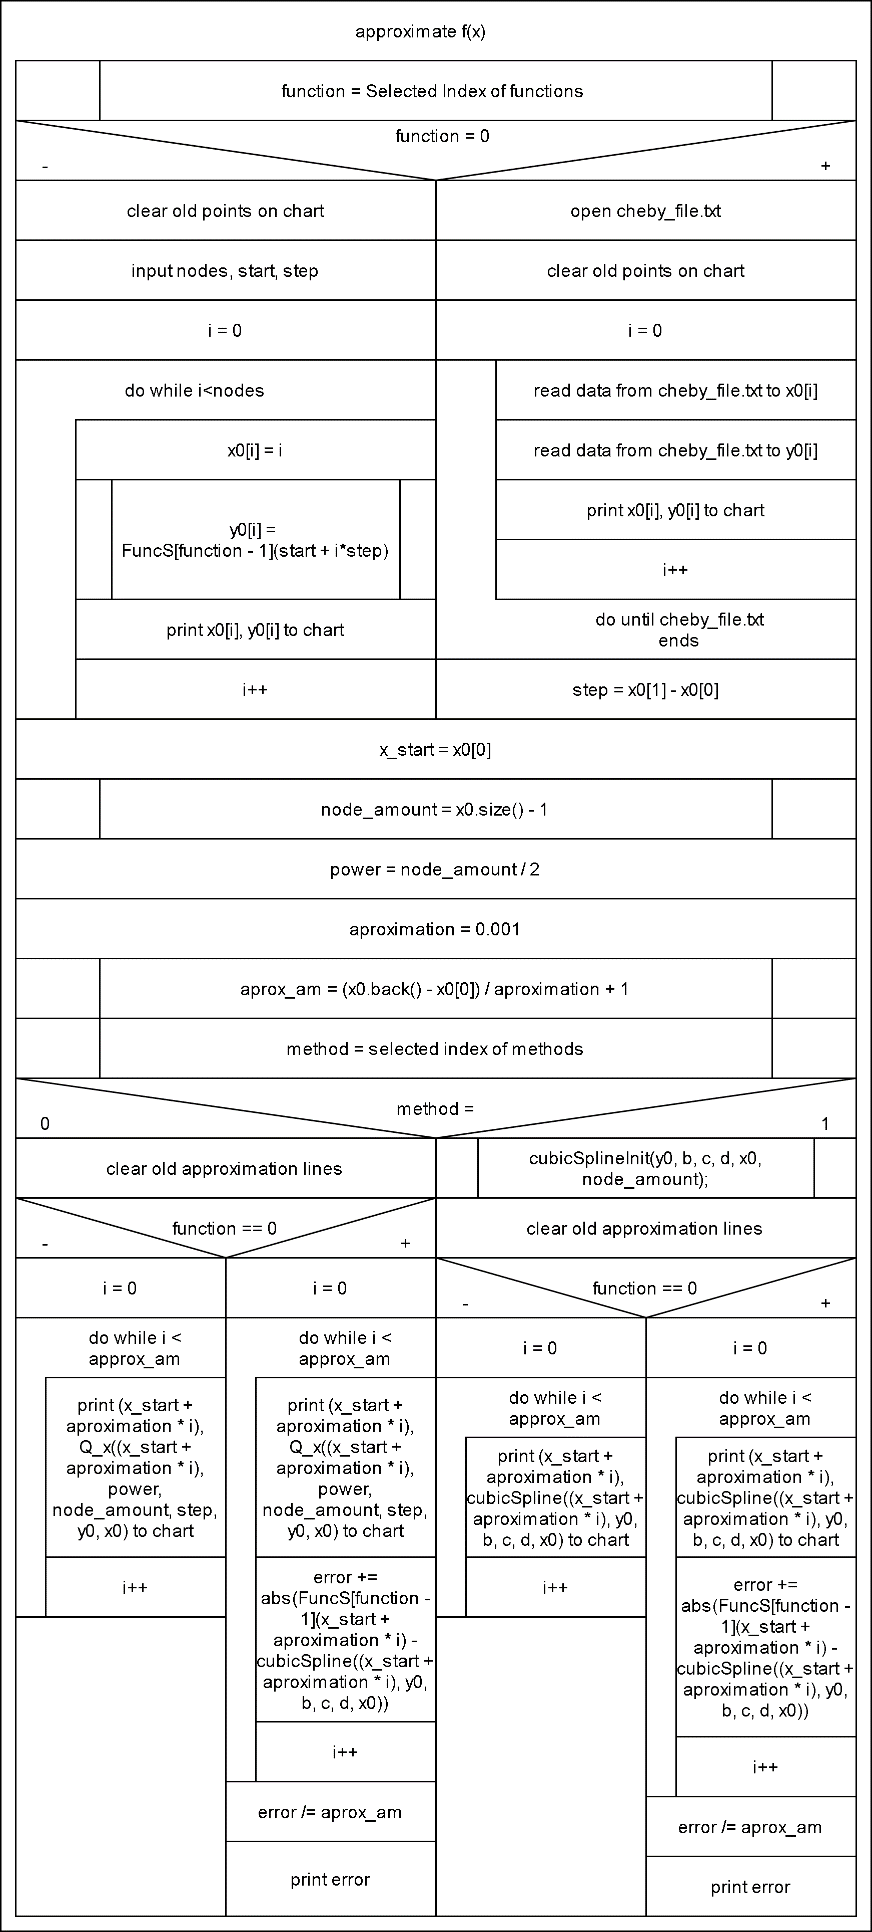 approximate f(x)
function = Selected Index of functions
function = 0
-
+
clear old points on chart
open cheby_file.txt
input nodes, start, step
clear old points on chart
i = 0
i = 0
do while i<nodes
read data from cheby_file.txt to x0[i]
x0[i] = i
read data from cheby_file.txt to y0[i]
y0[i] =
FuncS[function - 1](start + i*step)
print x0[i], y0[i] to chart
i++
print x0[i], y0[i] to chart
do until cheby_file.txt
ends
i++
step = x0[1] - x0[0]
x_start = x0[0]
node_amount = x0.size() - 1
power = node_amount / 2
aproximation = 0.001
aprox_am = (x0.back() - x0[0]) / aproximation + 1
method = selected index of methods
method =
0
1
clear old approximation lines
cubicSplineInit(y0, b, c, d, x0,
node_amount);
function == 0
-
+
clear old approximation lines
i = 0
i = 0
function == 0
-
+
do while i <
approx_am
do while i <
approx_am
i = 0
i = 0
print (x_start +
aproximation * i),
Q_x((x_start +
aproximation * i),
power,
node_amount, step,
y0, x0) to chart
print (x_start +
aproximation * i),
Q_x((x_start +
aproximation * i),
power,
node_amount, step,
y0, x0) to chart
do while i <
approx_am
do while i <
approx_am
print (x_start +
aproximation * i),
cubicSpline((x_start +
aproximation * i), y0,
b, c, d, x0) to chart
print (x_start +
aproximation * i),
cubicSpline((x_start +
aproximation * i), y0,
b, c, d, x0) to chart
i++
error +=
abs(FuncS[function -
1](x_start +
aproximation * i) -
cubicSpline((x_start +
aproximation * i), y0,
b, c, d, x0))
i++
error +=
abs(FuncS[function -
1](x_start +
aproximation * i) -
cubicSpline((x_start +
aproximation * i), y0,
b, c, d, x0))
i++
i++
error /= aprox_am
error /= aprox_am
print error
print error